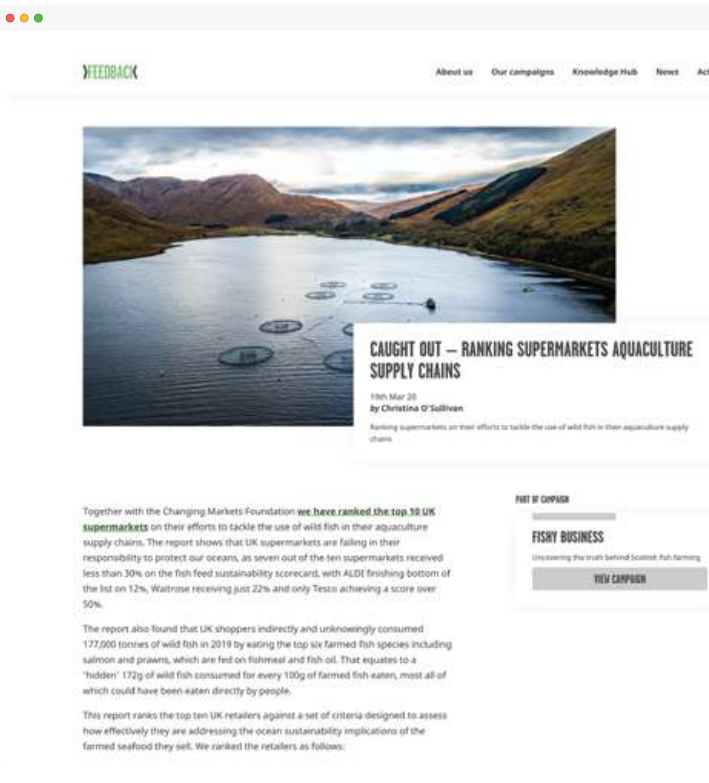 FEEDBACK
About us Our campaigns Knowledge Hub News Act
CAUGHT OUT – RANKING SUPERMARKETS AQUACULTURE
SUPPLY CHAINS
19th Mar 20
by Christina O'Sullivan
Ranking supermarkets on their efforts to tackle the use of wild fish in their aquaculture supply
chains
Together with the Changing Markets Foundation we have ranked the top 10 UK
supermarkets on their efforts to tackle the use of wild fish in their aquaculture
supply chains. The report shows that UK supermarkets are failing in their
responsibility to protect our oceans, as seven out of the ten supermarkets received
less than 30% on the fish feed sustainability scorecard, with ALDI finishing bottom of
the list on 12%, Waitrose receiving just 22% and only Tesco achieving a score over
50%.
The report also found that UK shoppers indirectly and unknowingly consumed
177,000 tonnes of wild fish in 2019 by eating the top six farmed fish species including
salmon and prawns, which are fed on fishmeal and fish oil. That equates to a
'hidden' 172g of wild fish consumed for every 100g of farmed fish eaten, most all of
which could have been eaten directly by people.
This report ranks the top ten UK retailers against a set of criteria designed to assess
how effectively they are addressing the ocean sustainability implications of the
farmed seafood they sell. We ranked the retailers as follows:
PART OF CAMPAIGN
FISHY BUSINESS
Uncovering the truth behind Scottish fish farming
VIEW CAMPAIGN